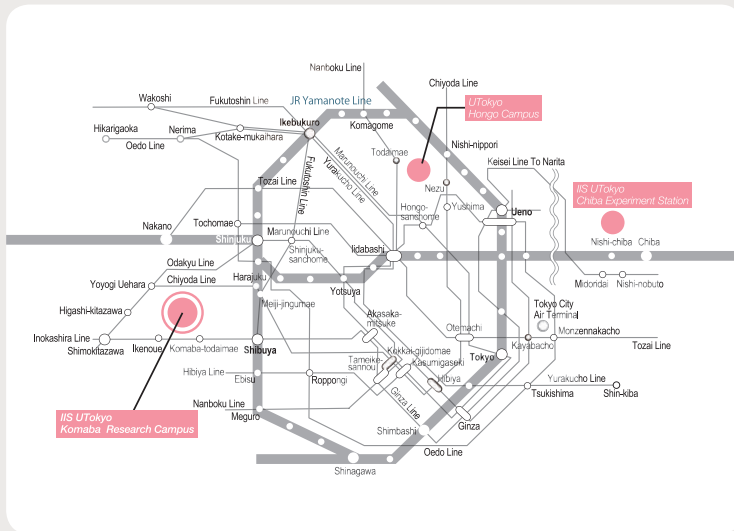 Nanboku Line
Chiyoda Line
Wakoshi
Fukutoshin Line
JR Yamanote Line
UTokyo
Hongo Campus
Hikarigaoka
Nerima
Ikebukuro
Komagome
Oedo Line
Kotake-mukaihara
Nishi-nippori
Todaimae
Marunouchi Line
Yurakucho Line
Fukutoshin Line
Keisei Line To Narita
Tozai Line
Nezu
IIS UTokyo
Chiba Experiment Station
Hongo-
sanshome
Yushima
Ueno
Nakano
Tochomae
Marunouchi Line
Shinjuku
Shinjuku-
sanchome
Iidabashi
Nishi-chiba
Chiba
Odakyu Line
Yoyogi Uehara
Chiyoda Line
Harajuku
Yotsuya
Midoridai
Nishi-nobuto
Meiji-jingumae
Higashi-kitazawa
Akasaka-
mitsuke
Tokyo City
Air Terminal
Otemachi
Monzennakacho
Inokashira Line
Shimokitazawa
Ikenoue
Komaba-todaimae
Shibuya
Kokkai-gijidomae
Kayabacho
Tozai Line
Tameike-
sannou
Kasumigaseki
Tokyo
Hibiya Line
Ebisu
Roppongi
Hibiya
Yurakucho Line
Tsukishima
Shin-kiba
Nanboku Line
Meguro
Ginza Line
Ginza
IIS UTokyo
Komaba Research Campus
Shimbashi
Oedo Line
Shinagawa